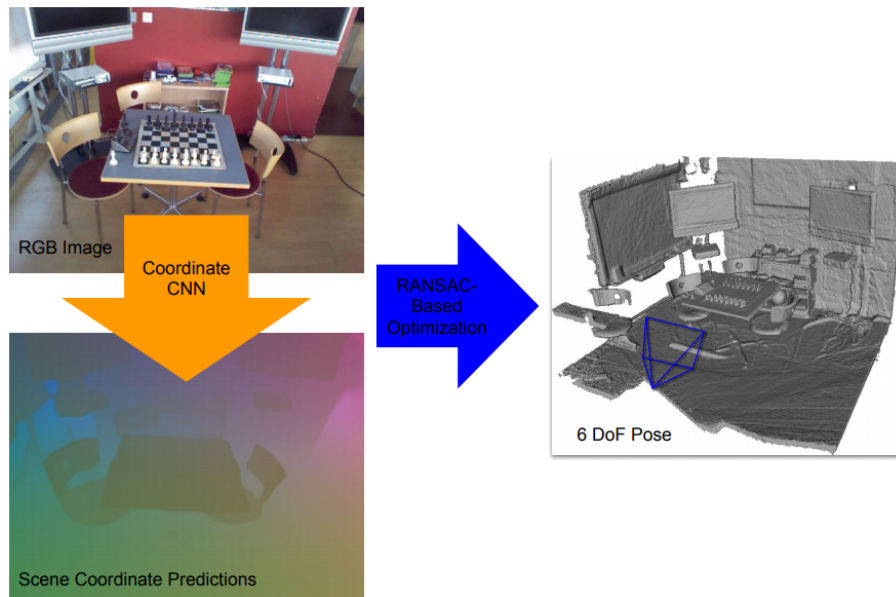 RGB Image
Coordinate
CNN
RANSAC-
Based
Optimization
6 DoF Pose
Scene Coordinate Predictions